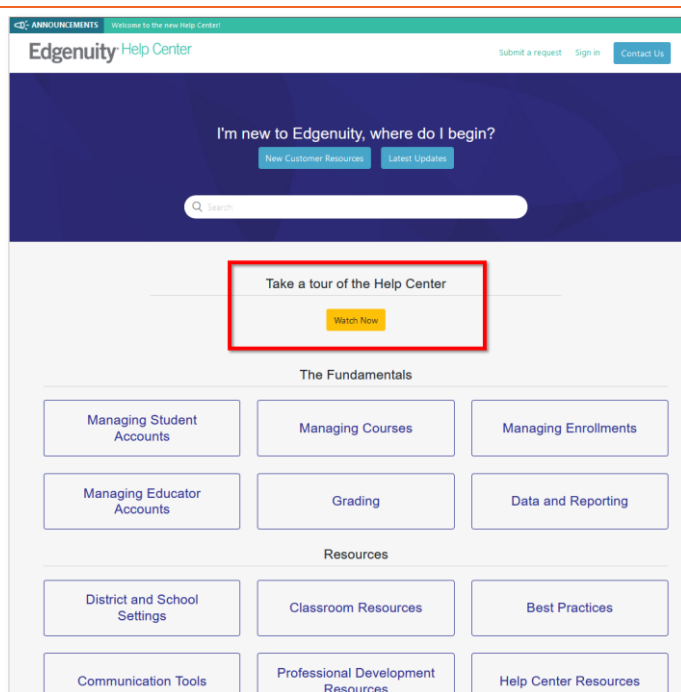 ANNOUNCEMENTS Welcome to the new Help Center!
Edgenuity Help Center
Submit a request Sign in Contact Us
I'm new to Edgenuity, where do I begin?
New Customer Resources Latest Updates
Search
Take a tour of the Help Center
Watch Now
The Fundamentals
Managing Student
Accounts
Managing Courses
Managing Enrollments
Managing Educator
Accounts
Grading
Data and Reporting
Resources
District and School
Settings
Classroom Resources
Best Practices
Communication Tools
Professional Development
Resources
Help Center Resources